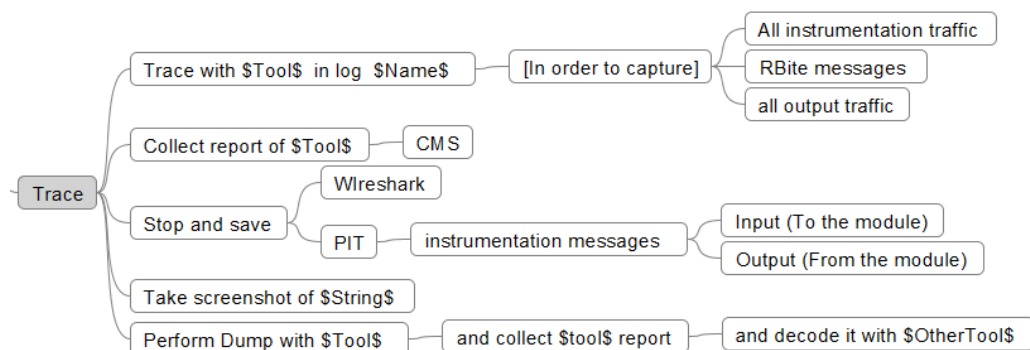 Trace
Trace with $Tool$ in log $Name$
[In order to capture]
All instrumentation traffic
RBite messages
all output traffic
Collect report of $Tool$
CMS
Stop and save
WIreshark
PIT
instrumentation messages
Input (To the module)
Output (From the module)
Take screenshot of $String$
Perform Dump with $Tool$
and collect $tool$ report
and decode it with $OtherTool$